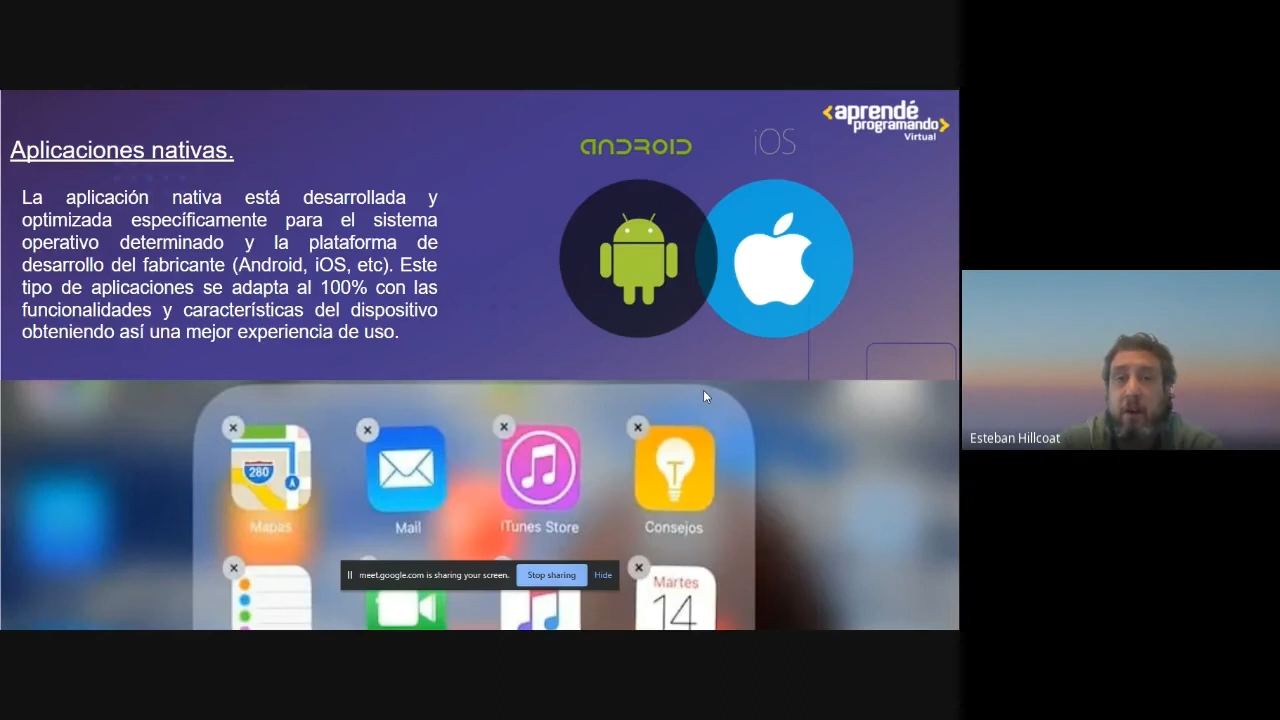 <aprendé
programando>
Virtual
ANDROID
iOS
Aplicaciones nativas.
La aplicación nativa está desarrollada y
optimizada específicamente para el sistema
operativo determinado y la plataforma de
desarrollo del fabricante (Android, iOS, etc). Este
tipo de aplicaciones se adapta al 100% con las
funcionalidades y características del dispositivo
obteniendo así una mejor experiencia de uso.
280
A
T
Mapas
Mail
iTunes Store
Consejos
meet.google.com is sharing your screen.
Stop sharing
Hide
Martes
14
Esteban Hillcoat